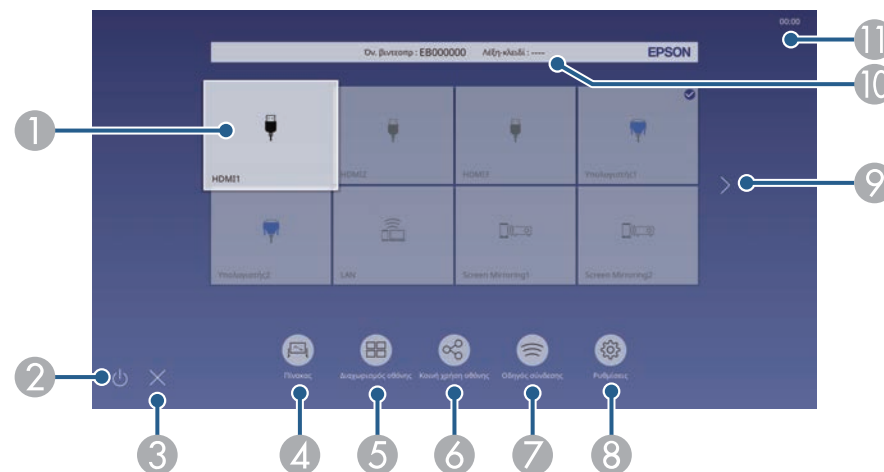 00:00
11
Όν. βιντεοπρ : EB000000 Λέξη-κλειδί : ---- EPSON
10
1
HDMI1 HDMI2 HDMI3 Υπολογιστής1
9
Υπολογιστής2 LAN Screen Mirroring1 Screen Mirroring2
2
Πίνακας Διαχωρισμός οθόνης Κοινή χρήση οθόνης Οδηγός σύνδεσης Ρυθμίσεις
3 4 5 6 7 8